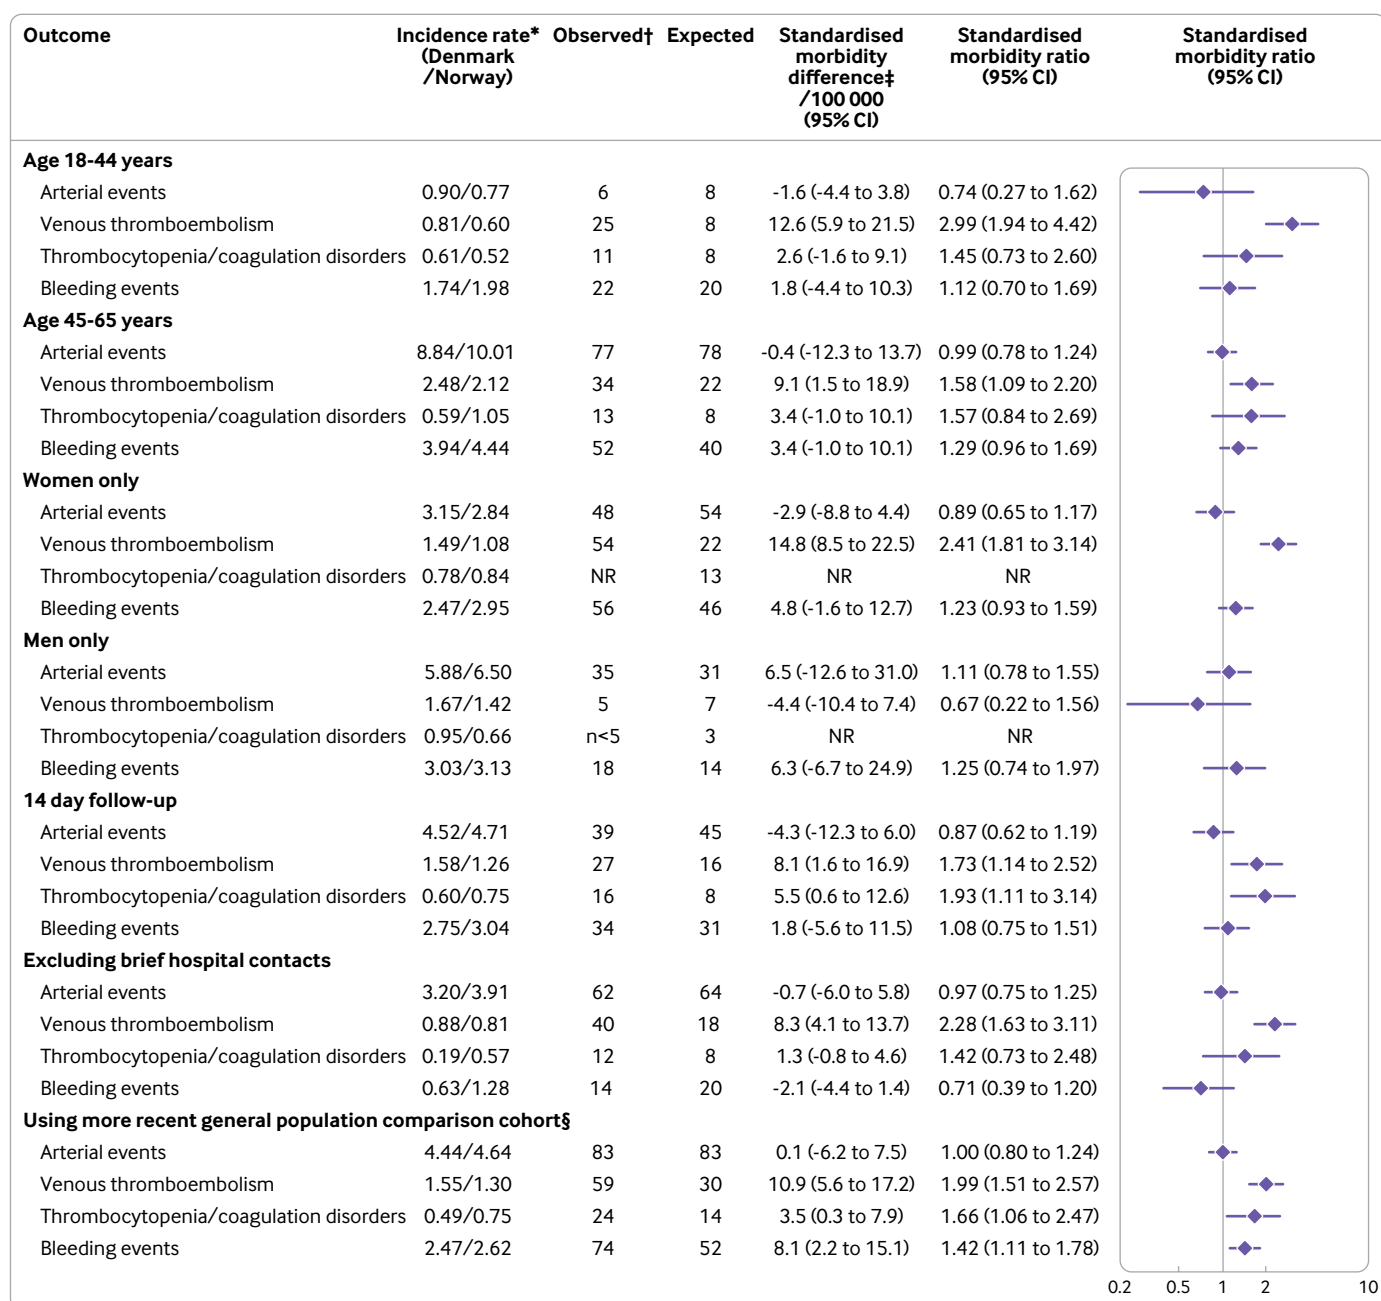 Outcome Incidence rate* Observed† Expected Standardised Standardised Standardised
(Denmark morbidity morbidity ratio morbidity ratio
/Norway) difference‡ (95% CI) (95% CI)
/100 000
(95% CI)
Age 18-44 years
Arterial events 0.90/0.77 6 8 -1.6 (-4.4 to 3.8) 0.74 (0.27 to 1.62)
Venous thromboembolism 0.81/0.60 25 8 12.6 (5.9 to 21.5) 2.99 (1.94 to 4.42)
Thrombocytopenia/coagulation disorders 0.61/0.52 11 8 2.6 (-1.6 to 9.1) 1.45 (0.73 to 2.60)
Bleeding events 1.74/1.98 22 20 1.8 (-4.4 to 10.3) 1.12 (0.70 to 1.69)
Age 45-65 years
Arterial events 8.84/10.01 77 78 -0.4 (-12.3 to 13.7) 0.99 (0.78 to 1.24)
Venous thromboembolism 2.48/2.12 34 22 9.1 (1.5 to 18.9) 1.58 (1.09 to 2.20)
Thrombocytopenia/coagulation disorders 0.59/1.05 13 8 3.4 (-1.0 to 10.1) 1.57 (0.84 to 2.69)
Bleeding events 3.94/4.44 52 40 3.4 (-1.0 to 10.1) 1.29 (0.96 to 1.69)
Women only
Arterial events 3.15/2.84 48 54 -2.9 (-8.8 to 4.4) 0.89 (0.65 to 1.17)
Venous thromboembolism 1.49/1.08 54 22 14.8 (8.5 to 22.5) 2.41 (1.81 to 3.14)
Thrombocytopenia/coagulation disorders 0.78/0.84 NR 13 NR NR
Bleeding events 2.47/2.95 56 46 4.8 (-1.6 to 12.7) 1.23 (0.93 to 1.59)
Men only
Arterial events 5.88/6.50 35 31 6.5 (-12.6 to 31.0) 1.11 (0.78 to 1.55)
Venous thromboembolism 1.67/1.42 5 7 -4.4 (-10.4 to 7.4) 0.67 (0.22 to 1.56)
Thrombocytopenia/coagulation disorders 0.95/0.66 n<5 3 NR NR
Bleeding events 3.03/3.13 18 14 6.3 (-6.7 to 24.9) 1.25 (0.74 to 1.97)
14 day follow-up
Arterial events 4.52/4.71 39 45 -4.3 (-12.3 to 6.0) 0.87 (0.62 to 1.19)
Venous thromboembolism 1.58/1.26 27 16 8.1 (1.6 to 16.9) 1.73 (1.14 to 2.52)
Thrombocytopenia/coagulation disorders 0.60/0.75 16 8 5.5 (0.6 to 12.6) 1.93 (1.11 to 3.14)
Bleeding events 2.75/3.04 34 31 1.8 (-5.6 to 11.5) 1.08 (0.75 to 1.51)
Excluding brief hospital contacts
Arterial events 3.20/3.91 62 64 -0.7 (-6.0 to 5.8) 0.97 (0.75 to 1.25)
Venous thromboembolism 0.88/0.81 40 18 8.3 (4.1 to 13.7) 2.28 (1.63 to 3.11)
Thrombocytopenia/coagulation disorders 0.19/0.57 12 8 1.3 (-0.8 to 4.6) 1.42 (0.73 to 2.48)
Bleeding events 0.63/1.28 14 20 -2.1 (-4.4 to 1.4) 0.71 (0.39 to 1.20)
Using more recent general population comparison cohort§
Arterial events 4.44/4.64 83 83 0.1 (-6.2 to 7.5) 1.00 (0.80 to 1.24)
Venous thromboembolism 1.55/1.30 59 30 10.9 (5.6 to 17.2) 1.99 (1.51 to 2.57)
Thrombocytopenia/coagulation disorders 0.49/0.75 24 14 3.5 (0.3 to 7.9) 1.66 (1.06 to 2.47)
Bleeding events 2.47/2.62 74 52 8.1 (2.2 to 15.1) 1.42 (1.11 to 1.78)
0.2 0.5 1 2 10